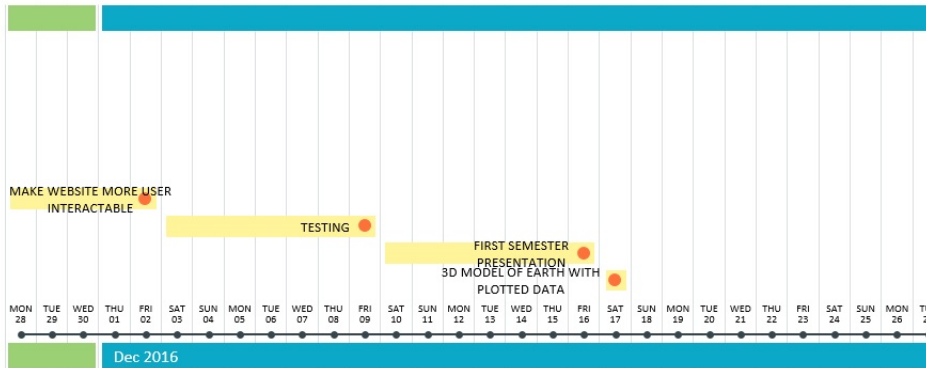 MAKE WEBSITE MORE USER
INTERACTABLE
TESTING
FIRST SEMESTER
PRESENTATION
3D MODEL OF EARTH WITH
PLOTTED DATA
MON TUE WED THU FRI SAT SUN MON TUE WED THU FRI SAT SUN MON TUE WED THU FRI SAT SUN MON TUE WED THU FRI SAT SUN MON
28 29 30 01 02 03 04 05 06 07 08 09 10 11 12 13 14 15 16 17 18 19 20 21 22 23 24 25 26
Dec 2016